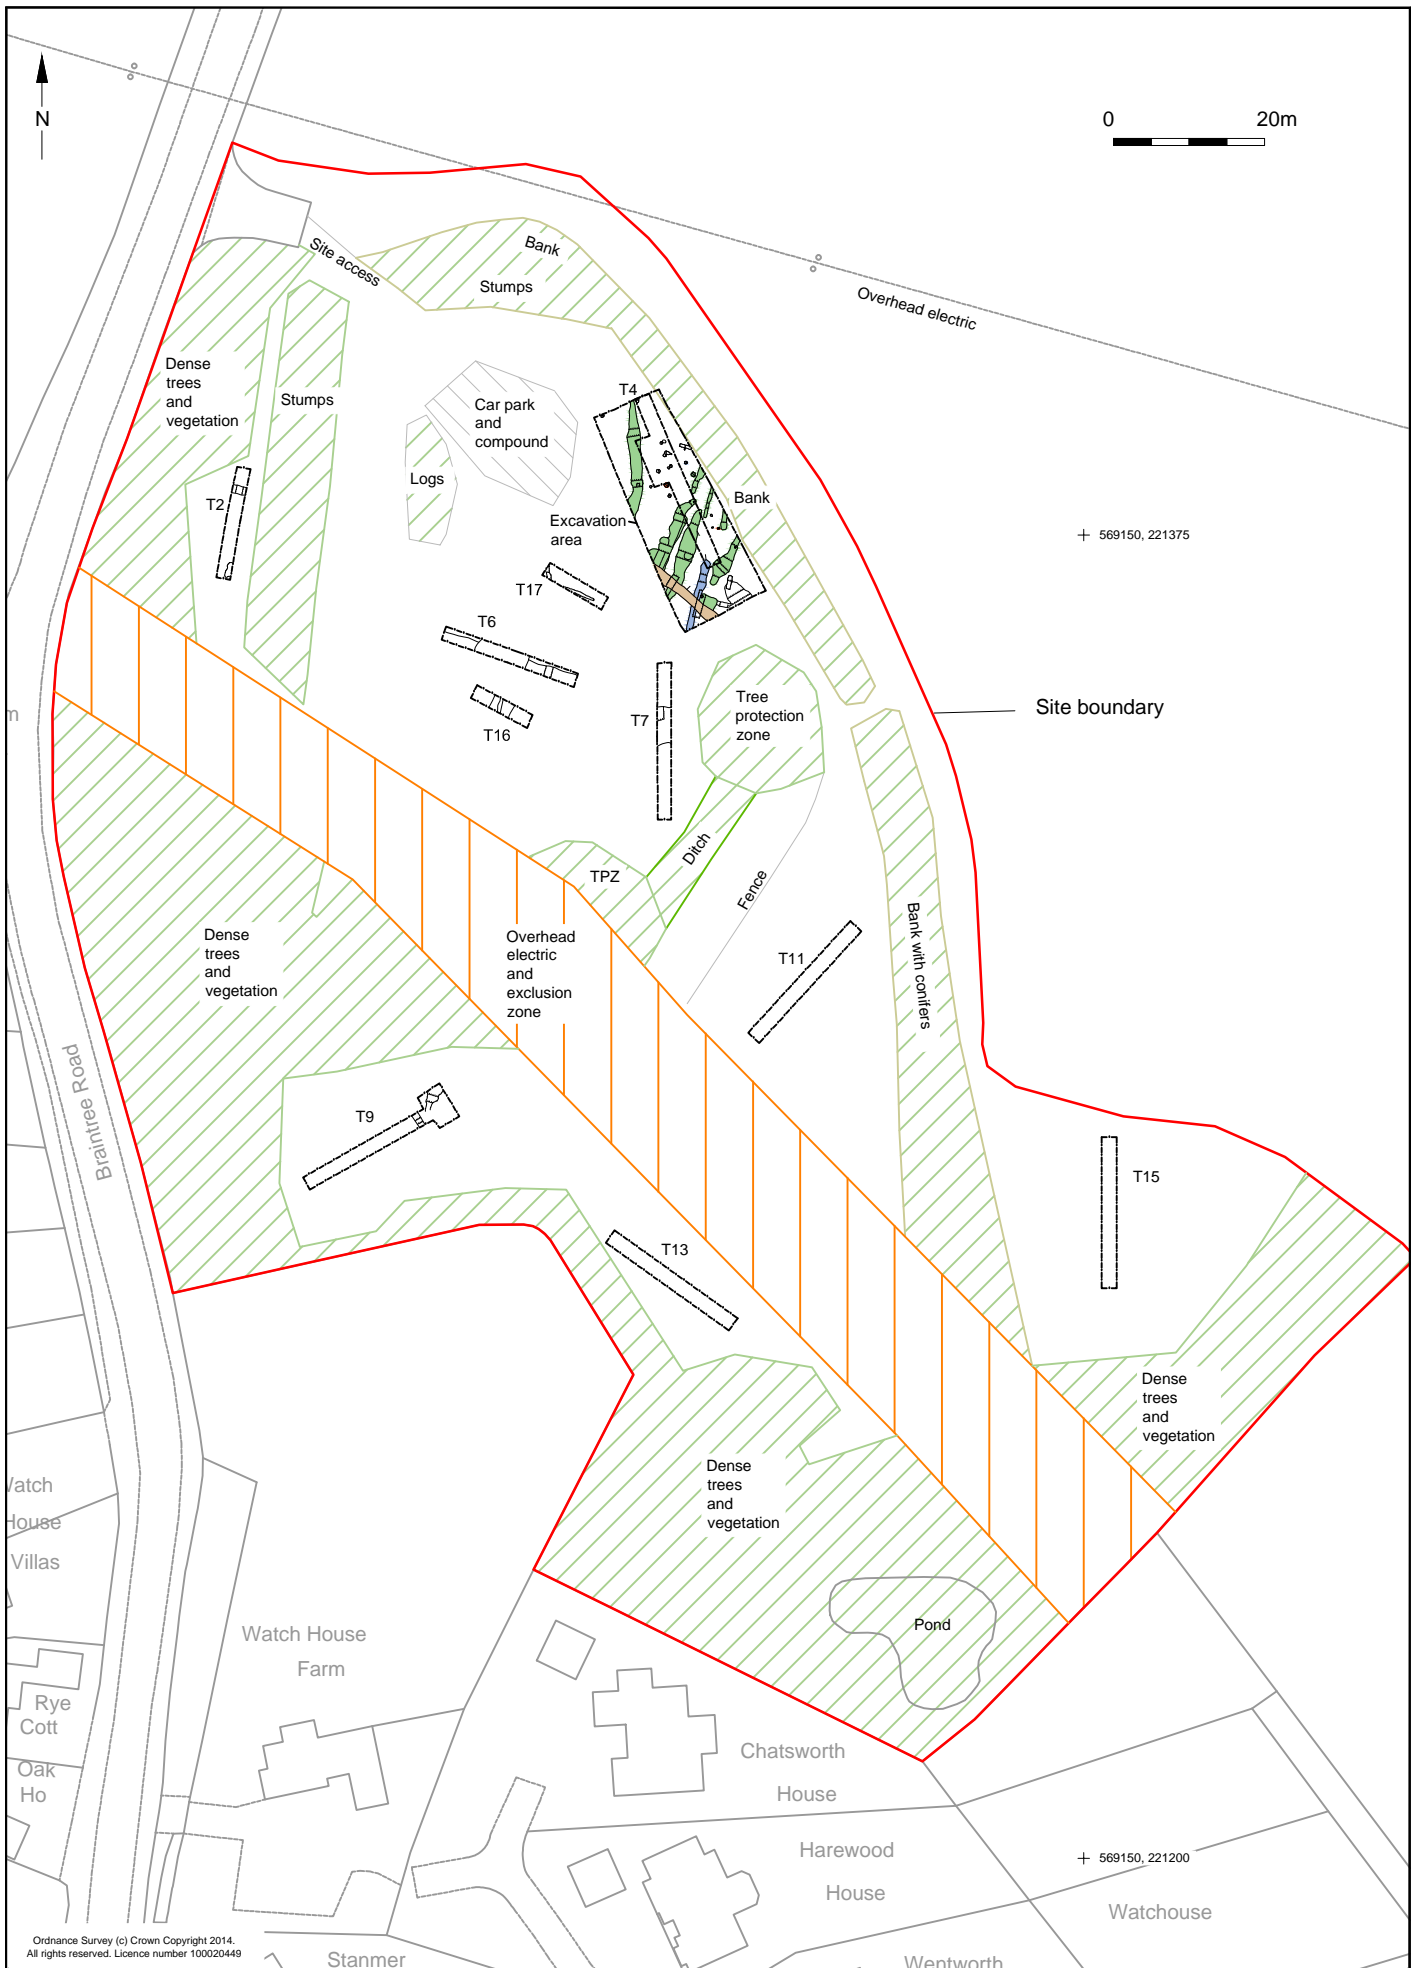 N
0 20m
Bank
Site access
Stumps
Overhead electric
Dense
trees
and
vegetation
Stumps
Car park
and
compound
T4
Logs
T2
Bank
Excavation
area
569150, 221375
T17
T6
T16
T7
Tree
protection
zone
Site boundary
Ditch
TPZ
Fence
Dense
trees
and
vegetation
Overhead
electric
and
exclusion
zone
T11
Bank with conifers
Braintree Road
T9
T15
T13
Dense
trees
and
vegetation
Dense
trees
and
vegetation
Pond
House
Villas
Watch House
Farm
Rye
Cott
Oak
Ho
Chatsworth
House
Harewood
House
569150, 221200
Watchouse
Wentworth
Stanmer
Ordnance Survey (c) Crown Copyright 2014.
All rights reserved. Licence number 100020449